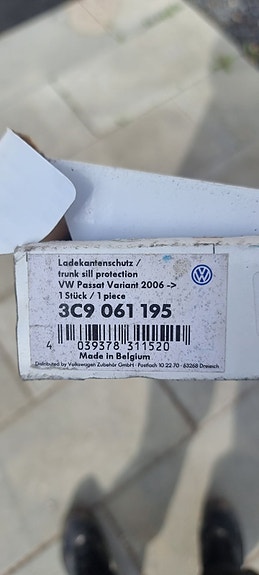 Ladekantenschutz /
trunk sill protection
VW Passat Variant 2006 ->
1 Stück / 1 piece
3C9 061 195
4 039378 311520
Made in Belgium
Distributed by Volkswagen Zubehör GmbH · Postfach 10 22 70 · 63268 Dreieich